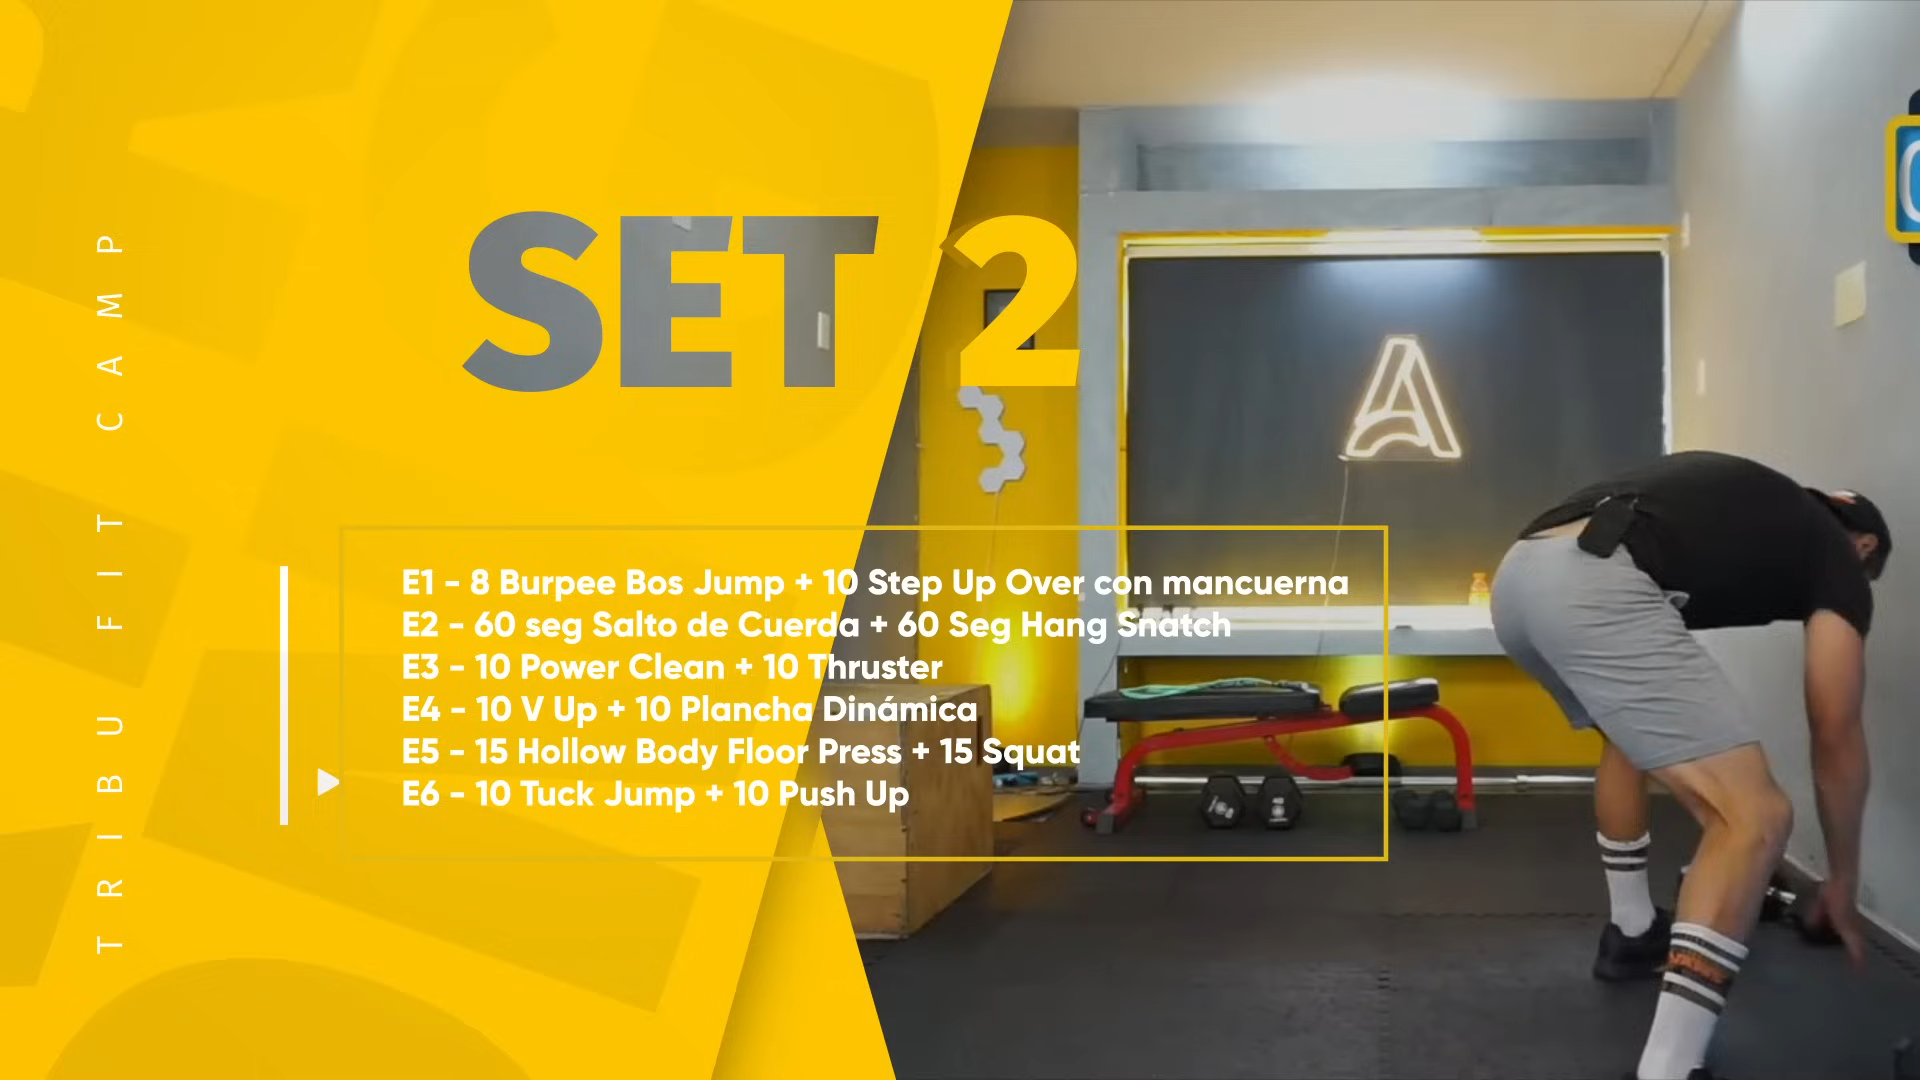 TRIBU FIT CAMP
SET 2
E1 - 8 Burpee Bos Jump + 10 Step Up Over con mancuerna
E2 - 60 seg Salto de Cuerda + 60 Seg Hang Snatch
E3 - 10 Power Clean + 10 Thruster
E4 - 10 V Up + 10 Plancha Dinámica
E5 - 15 Hollow Body Floor Press + 15 Squat
E6 - 10 Tuck Jump + 10 Push Up
A